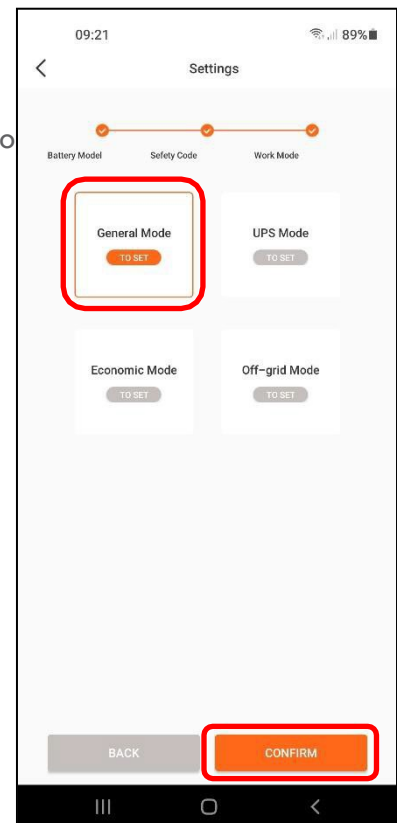 09:21 89%
Settings
Battery Model Sefety Code Work Mode
General Mode UPS Mode
TO SET TO SET
Economic Mode Off-grid Mode
TO SET TO SET
BACK CONFIRM